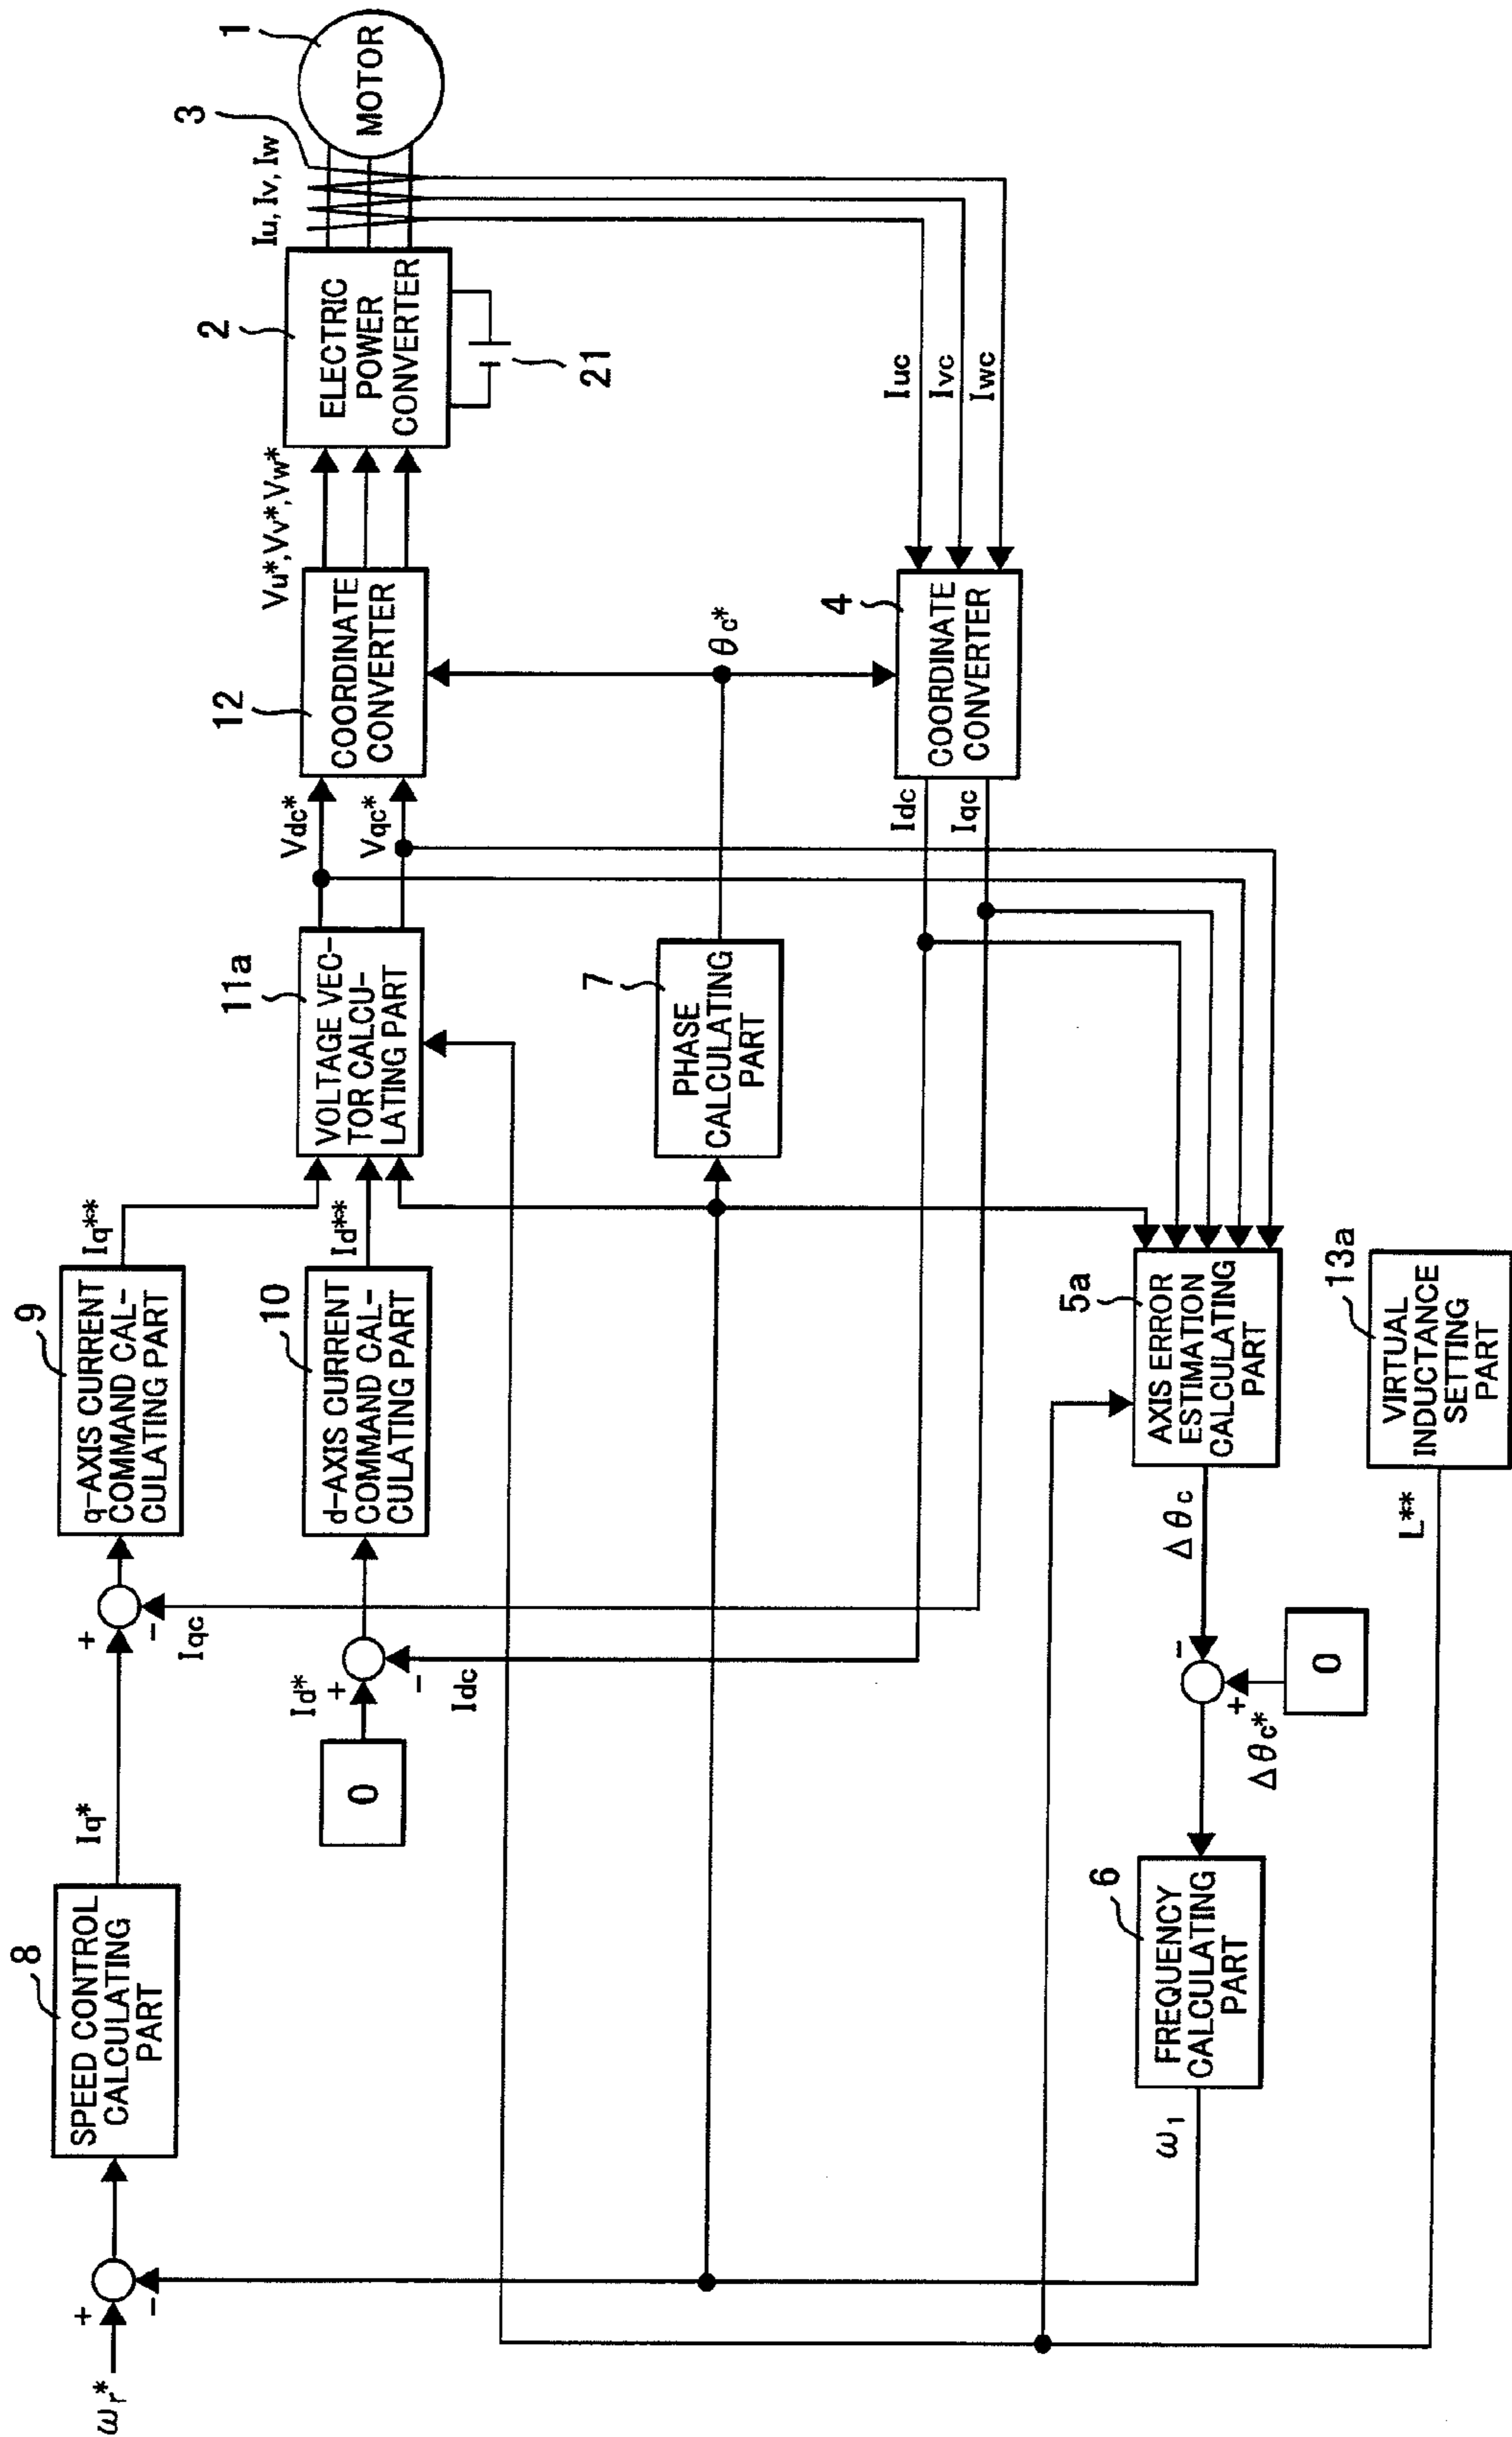 ωr*
+
−
8
SPEED CONTROL
CALCULATING
PART
Iq*
+
−
Iqc
9
q-AXIS CURRENT
COMMAND CAL-
CULATING PART
Iq**
0
Id*
+
−
Idc
10
d-AXIS CURRENT
COMMAND CAL-
CULATING PART
Id**
11a
VOLTAGE VEC-
TOR CALCU-
LATING PART
Vdc*
Vqc*
12
COORDINATE
CONVERTER
Vu*,Vv*,Vw*
2
ELECTRIC
POWER
CONVERTER
21
Iu, Iv, Iw
3
1
MOTOR
7
PHASE
CALCULATING
PART
θc*
4
COORDINATE
CONVERTER
Idc
Iqc
Iuc
Ivc
Iwc
5a
AXIS ERROR
ESTIMATION
CALCULATING
PART
Δθc
−
+
Δθc*
0
6
FREQUENCY
CALCULATING
PART
ω1
13a
VIRTUAL
INDUCTANCE
SETTING
PART
L**